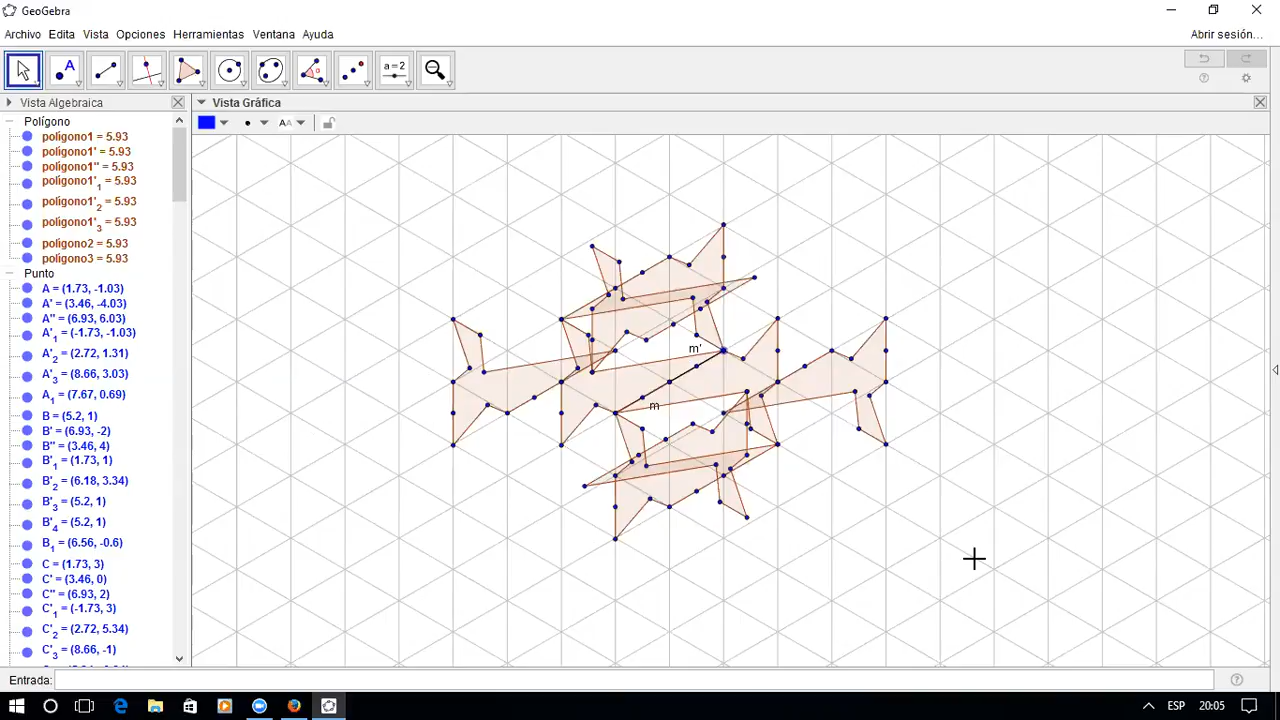 GeoGebra
Archivo Edita Vista Opciones Herramientas Ventana Ayuda
Abrir sesión...
A
a = 2
Vista Algebraica
Vista Gráfica
AA
Polígono
polígono1 = 5.93
polígono1' = 5.93
polígono1'' = 5.93
polígono1'₁ = 5.93
polígono1'₂ = 5.93
polígono1'₃ = 5.93
polígono2 = 5.93
polígono3 = 5.93
Punto
A = (1.73, -1.03)
A' = (3.46, -4.03)
A'' = (6.93, 6.03)
A'₁ = (-1.73, -1.03)
A'₂ = (2.72, 1.31)
A'₃ = (8.66, 3.03)
A₁ = (7.67, 0.69)
B = (5.2, 1)
B' = (6.93, -2)
B'' = (3.46, 4)
B'₁ = (1.73, 1)
B'₂ = (6.18, 3.34)
B'₃ = (5.2, 1)
B'₄ = (5.2, 1)
B₁ = (6.56, -0.6)
C = (1.73, 3)
C' = (3.46, 0)
C'' = (6.93, 2)
C'₁ = (-1.73, 3)
C'₂ = (2.72, 5.34)
C'₃ = (8.66, -1)
m'
m
Entrada:
ESP 20:05